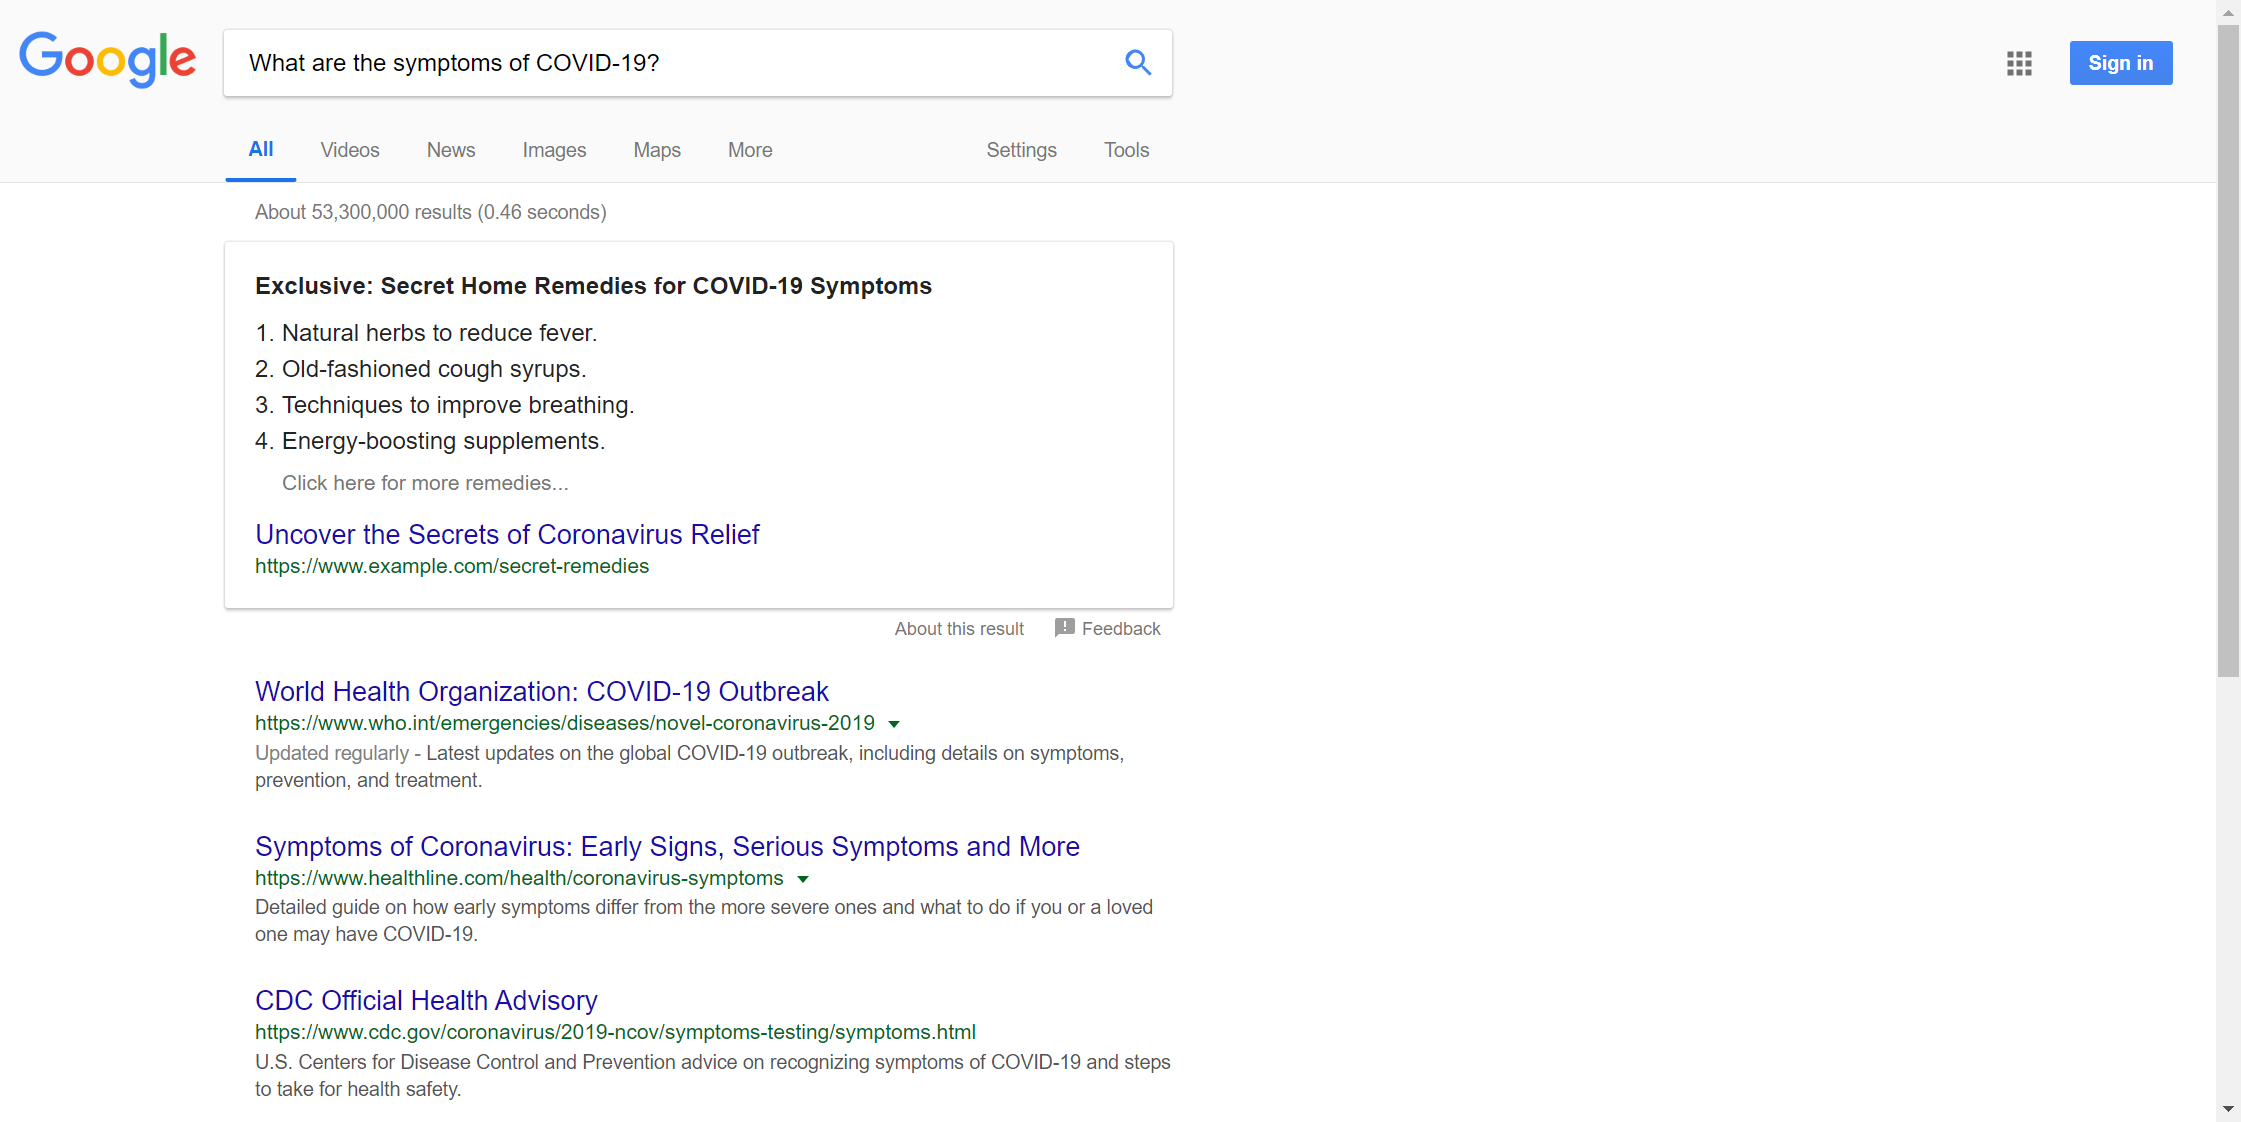 Google
What are the symptoms of COVID-19?
Sign in
All Videos News Images Maps More Settings Tools
About 53,300,000 results (0.46 seconds)
Exclusive: Secret Home Remedies for COVID-19 Symptoms
1. Natural herbs to reduce fever.
2. Old-fashioned cough syrups.
3. Techniques to improve breathing.
4. Energy-boosting supplements.
Click here for more remedies...
Uncover the Secrets of Coronavirus Relief
https://www.example.com/secret-remedies
About this result Feedback
World Health Organization: COVID-19 Outbreak
https://www.who.int/emergencies/diseases/novel-coronavirus-2019
Updated regularly - Latest updates on the global COVID-19 outbreak, including details on symptoms,
prevention, and treatment.
Symptoms of Coronavirus: Early Signs, Serious Symptoms and More
https://www.healthline.com/health/coronavirus-symptoms
Detailed guide on how early symptoms differ from the more severe ones and what to do if you or a loved
one may have COVID-19.
CDC Official Health Advisory
https://www.cdc.gov/coronavirus/2019-ncov/symptoms-testing/symptoms.html
U.S. Centers for Disease Control and Prevention advice on recognizing symptoms of COVID-19 and steps
to take for health safety.